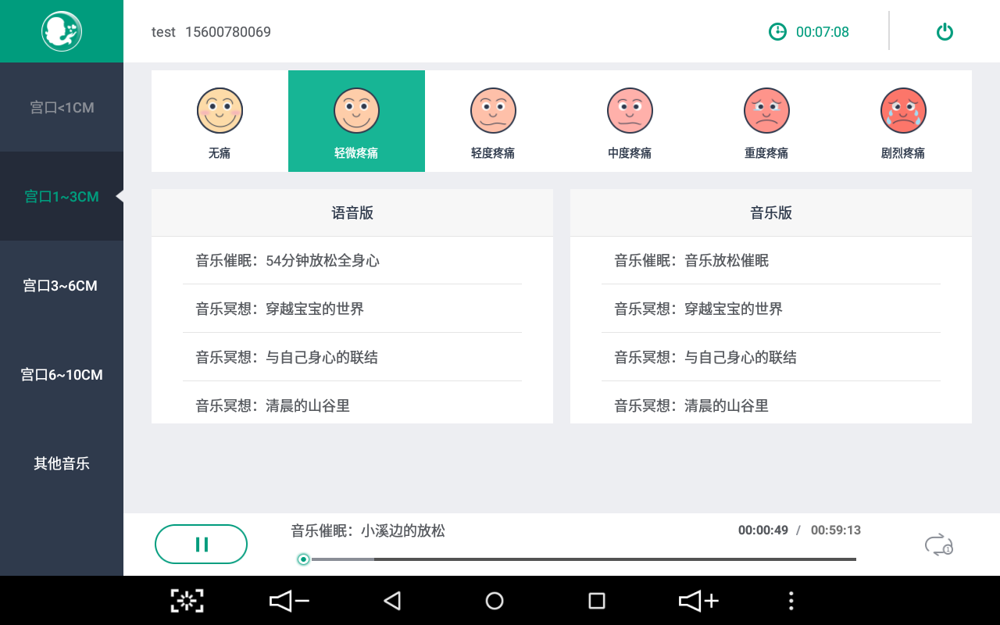 test 15600780069
00:07:08
宫口<1CM
宫口1~3CM
宫口3~6CM
宫口6~10CM
其他音乐
无痛
轻微疼痛
轻度疼痛
中度疼痛
重度疼痛
剧烈疼痛
语音版
音乐催眠：54分钟放松全身心
音乐冥想：穿越宝宝的世界
音乐冥想：与自己身心的联结
音乐冥想：清晨的山谷里
音乐版
音乐催眠：音乐放松催眠
音乐冥想：穿越宝宝的世界
音乐冥想：与自己身心的联结
音乐冥想：清晨的山谷里
音乐催眠：小溪边的放松
00:00:49 / 00:59:13
1